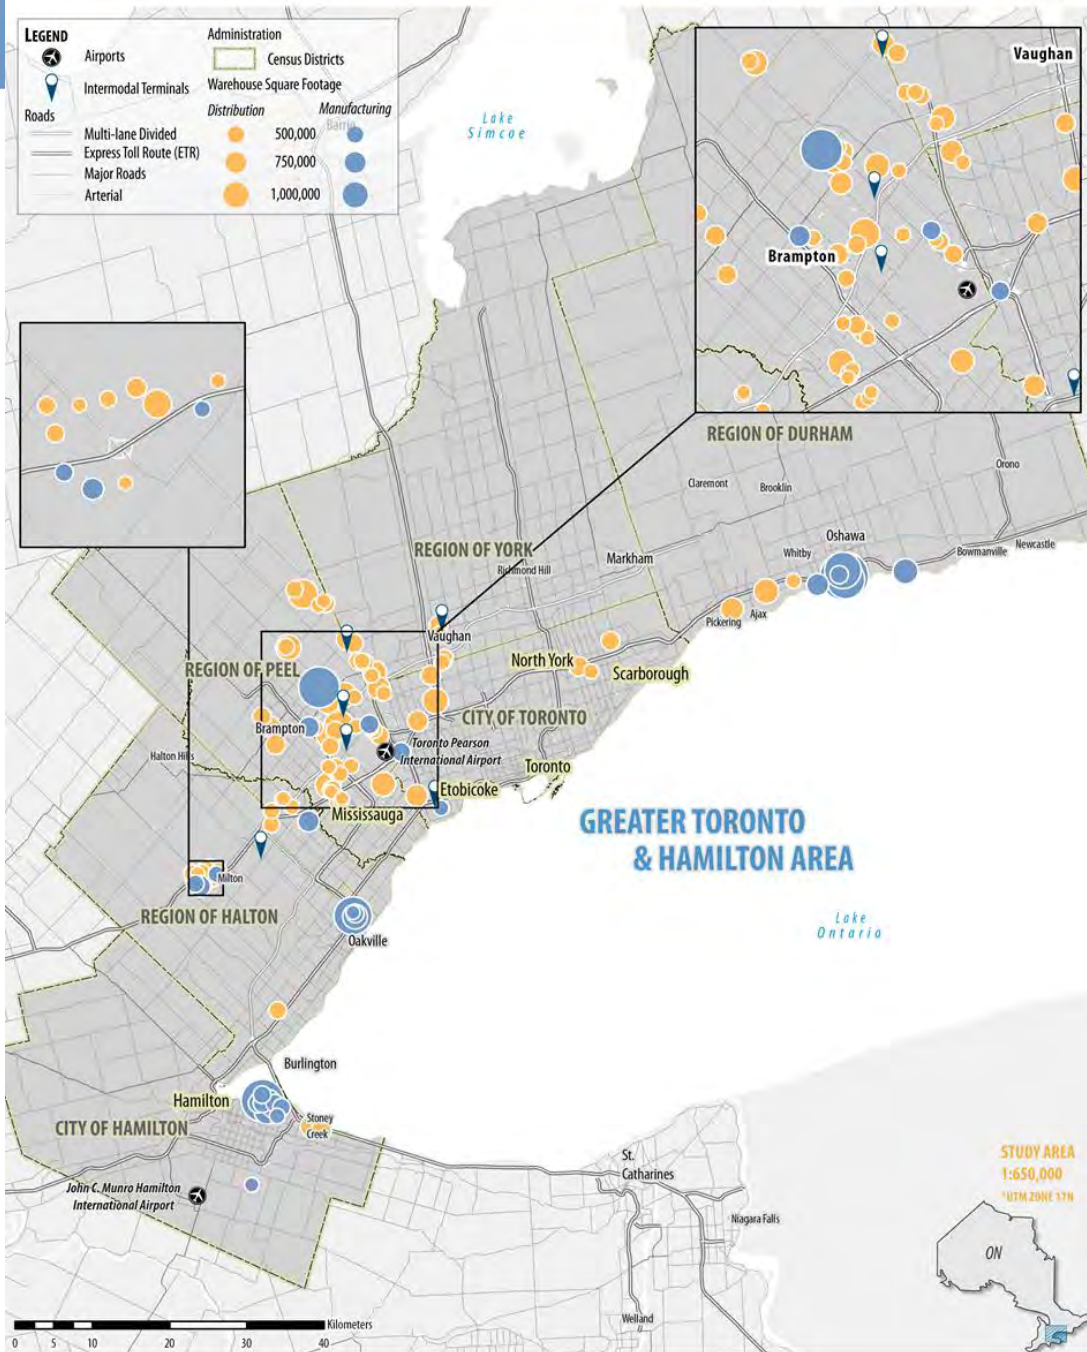 LEGEND
Airports
Intermodal Terminals
Roads
Multi-lane Divided
Express Toll Route (ETR)
Major Roads
Arterial
Administration
Census Districts
Warehouse Square Footage
Distribution
Manufacturing
Barrie
500,000
750,000
1,000,000
Lake
Simcoe
Vaughan
Brampton
REGION OF DURHAM
Claremont
Brooklin
Orono
Oshawa
Whitby
Bowmanville
Newcastle
REGION OF YORK
Richmond Hill
Markham
Ajax
Pickering
Vaughan
North York
Scarborough
REGION OF PEEL
CITY OF TORONTO
Brampton
Toronto Pearson
International Airport
Halton Hills
Toronto
Etobicoke
Mississauga
GREATER TORONTO
& HAMILTON AREA
Milton
REGION OF HALTON
Lake
Ontario
Oakville
Burlington
Hamilton
CITY OF HAMILTON
Stoney
Creek
John C. Munro Hamilton
International Airport
St.
Catharines
Niagara Falls
Welland
STUDY AREA
1:650,000
*UTM ZONE 17N
ON
Kilometers
0 5 10 20 30 40